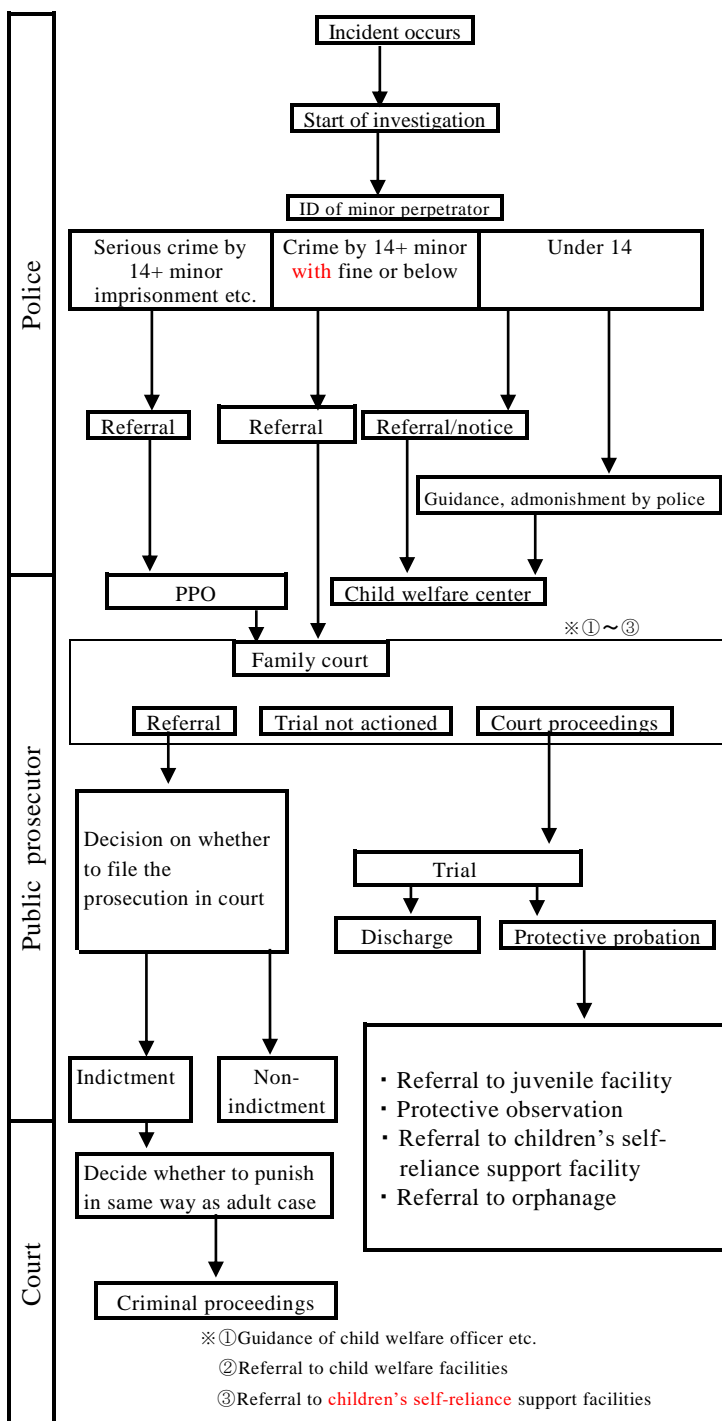 Incident occurs
Start of investigation
ID of minor perpetrator
Serious crime by
14+ minor
imprisonment etc.
Crime by 14+ minor
with fine or below
Under 14
Police
Referral
Referral
Referral/notice
Guidance, admonishment by police
PPO
Child welfare center
※①～③
Family court
Referral
Trial not actioned
Court proceedings
Public prosecutor
Decision on whether
to file the
prosecution in court
Trial
Discharge
Protective probation
Indictment
Non-
indictment
・Referral to juvenile facility
・Protective observation
・Referral to children's self-
reliance support facility
・Referral to orphanage
Court
Decide whether to punish
in same way as adult case
Criminal proceedings
※①Guidance of child welfare officer etc.
②Referral to child welfare facilities
③Referral to children's self-reliance support facilities